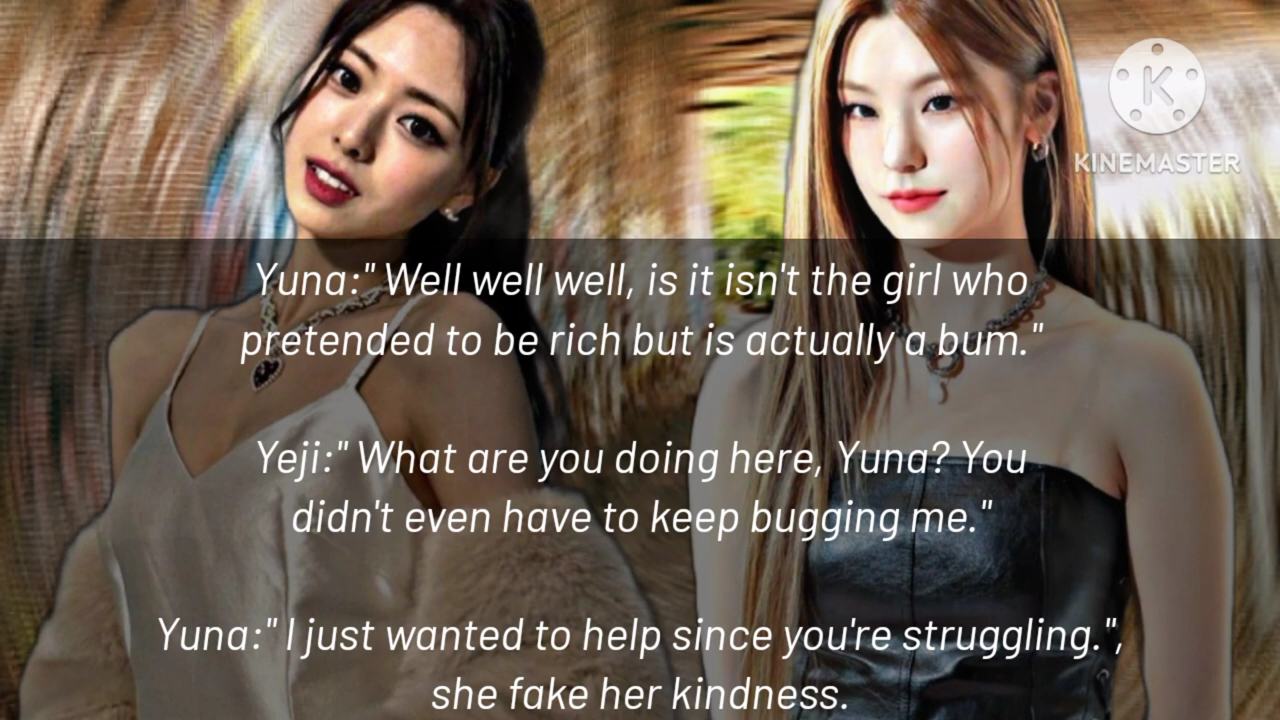 KINEMASTER
Yuna:" Well well well, is it isn't the girl who
pretended to be rich but is actually a bum."
Yeji:" What are you doing here, Yuna? You
didn't even have to keep bugging me."
Yuna:" I just wanted to help since you're struggling.",
she fake her kindness.